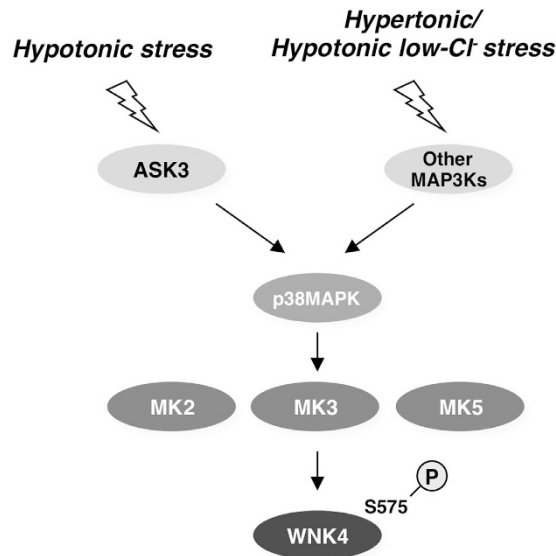 Hypotonic stress
Hypertonic/
Hypotonic low-Cl- stress
ASK3
Other
MAP3Ks
p38MAPK
MK2
MK3
MK5
P
S575
WNK4